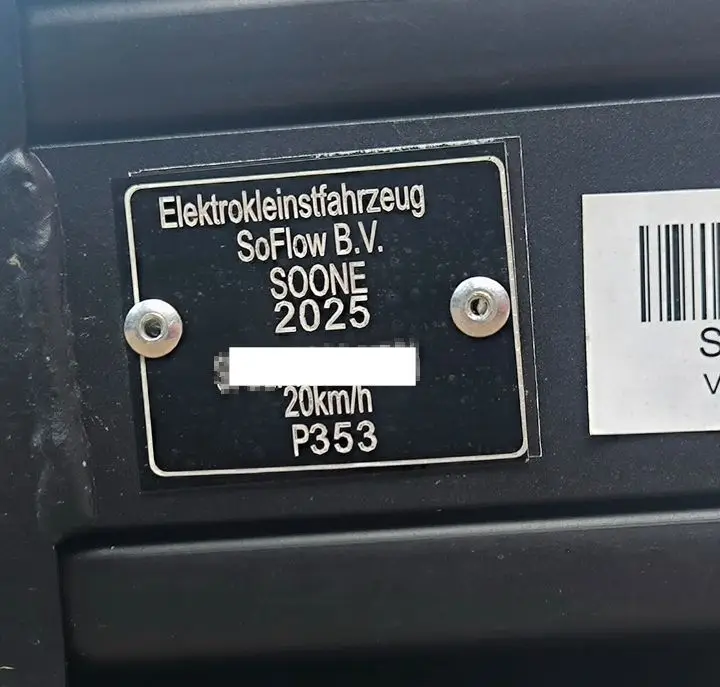 Elektrokleinstfahrzeug
SoFlow B.V.
SOONE
2025
20km/h
P353
S
V